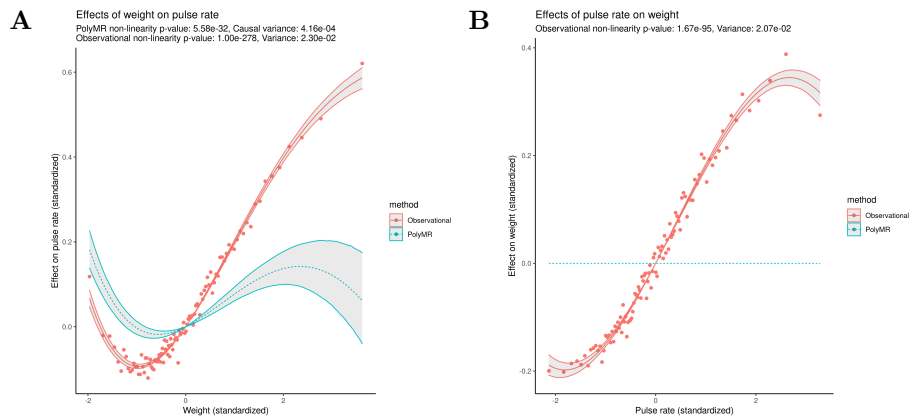 A
Effects of weight on pulse rate
PolyMR non-linearity p-value: 5.58e-32, Causal variance: 4.16e-04
Observational non-linearity p-value: 1.00e-278, Variance: 2.30e-02
0.6
0.4
0.2
0.0
Effect on pulse rate (standardized)
-2
0
2
Weight (standardized)
method
Observational
PolyMR
B
Effects of pulse rate on weight
Observational non-linearity p-value: 1.67e-95, Variance: 2.07e-02
0.4
0.2
0.0
-0.2
Effect on weight (standardized)
-2
0
2
Pulse rate (standardized)
method
Observational
PolyMR